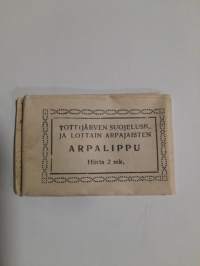 TOTTIJÄRVEN SUOJELUSK.
JA LOTTAIN ARPAJAISTEN
ARPALIPPU
Hinta 2 mk.